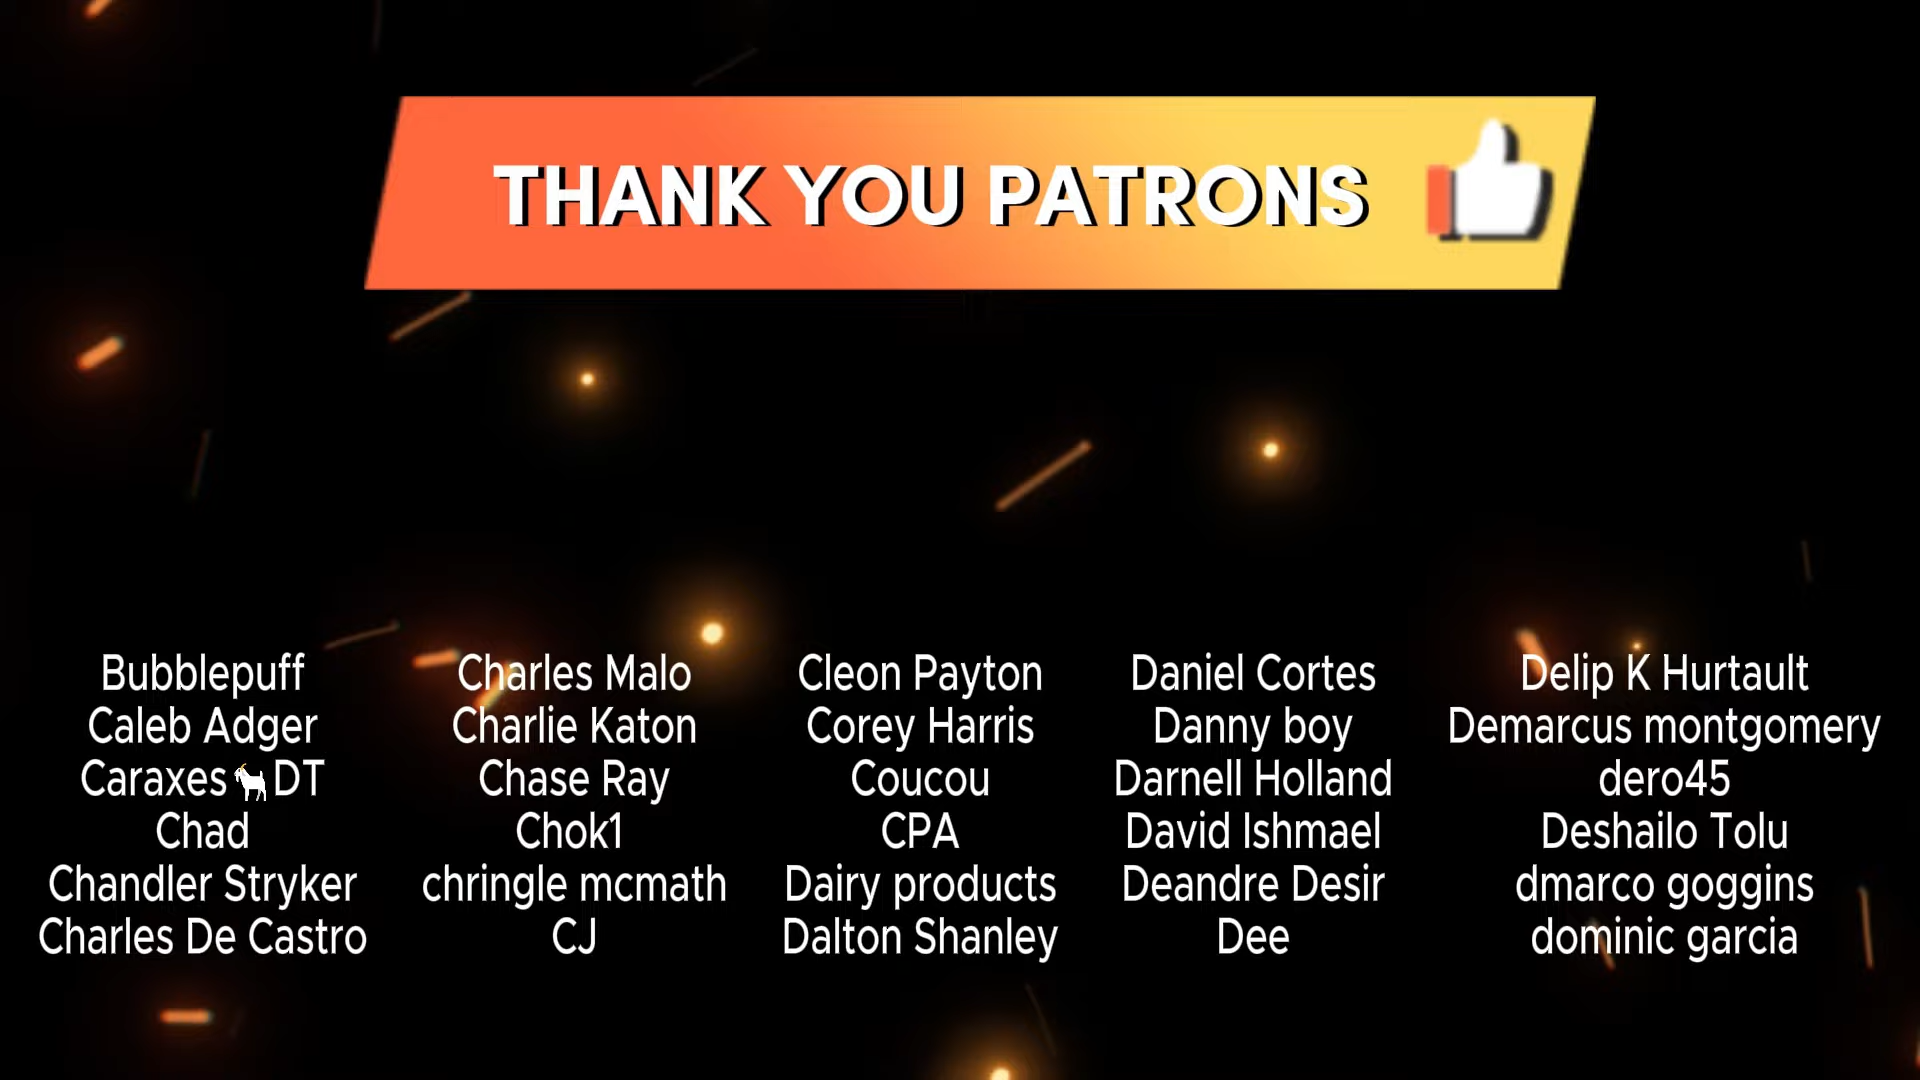 THANK YOU PATRONS
Bubblepuff
Caleb Adger
Caraxes🐐DT
Chad
Chandler Stryker
Charles De Castro
Charles Malo
Charlie Katon
Chase Ray
Chok1
chringle mcmath
CJ
Cleon Payton
Corey Harris
Coucou
CPA
Dairy products
Dalton Shanley
Daniel Cortes
Danny boy
Darnell Holland
David Ishmael
Deandre Desir
Dee
Delip K Hurtault
Demarcus montgomery
dero45
Deshailo Tolu
dmarco goggins
dominic garcia